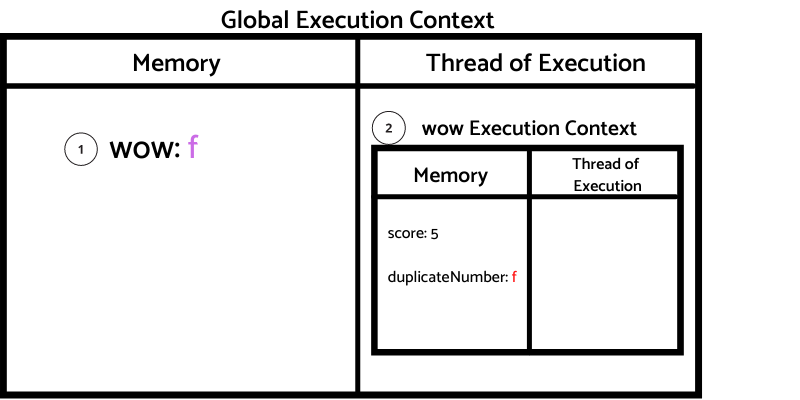 Global Execution Context
Memory
Thread of Execution
1 wow: f
2 wow Execution Context
Memory
Thread of
Execution
score: 5
duplicateNumber: f